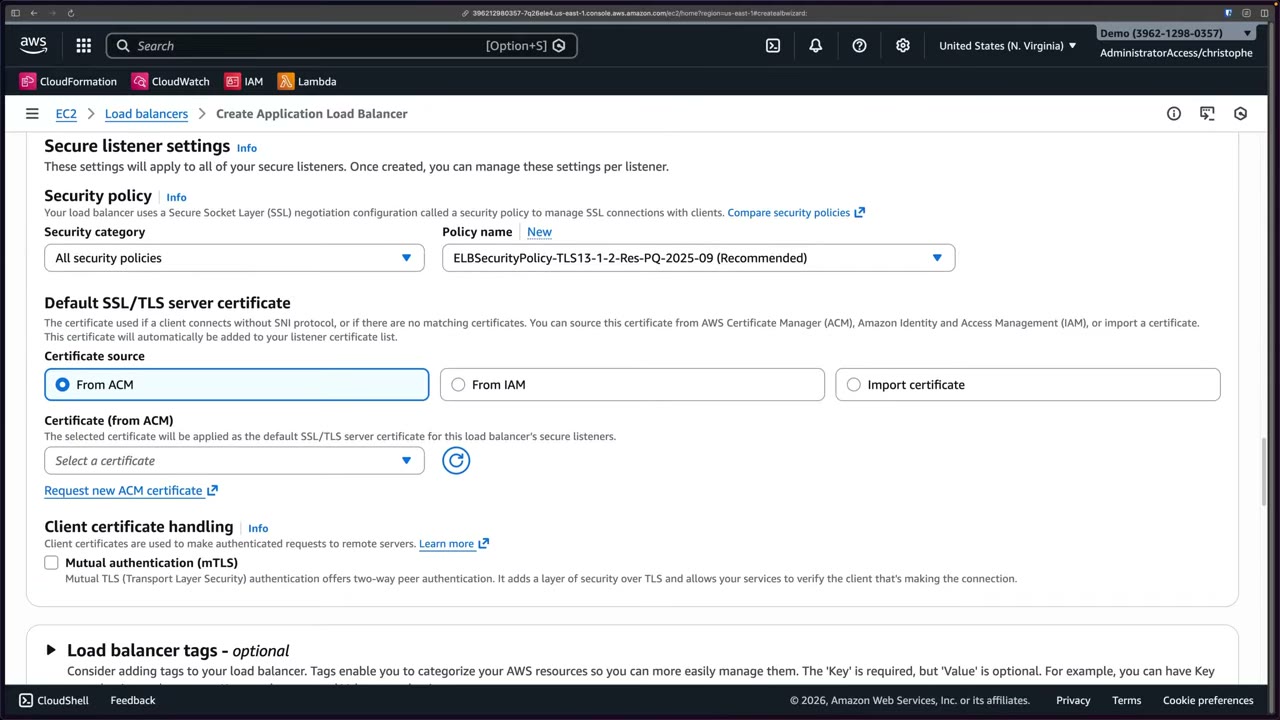 396212980357-7q26eie4.us-east-1.console.aws.amazon.com/ec2/home?region=us-east-1#createalbwizard:
aws
Search
[Option+S]
United States (N. Virginia)
Demo (3962-1298-0357)
AdministratorAccess/christophe
CloudFormation
CloudWatch
IAM
Lambda
EC2
Load balancers
Create Application Load Balancer
Secure listener settings Info
These settings will apply to all of your secure listeners. Once created, you can manage these settings per listener.
Security policy Info
Your load balancer uses a Secure Socket Layer (SSL) negotiation configuration called a security policy to manage SSL connections with clients. Compare security policies
Security category
Policy name New
All security policies
ELBSecurityPolicy-TLS13-1-2-Res-PQ-2025-09 (Recommended)
Default SSL/TLS server certificate
The certificate used if a client connects without SNI protocol, or if there are no matching certificates. You can source this certificate from AWS Certificate Manager (ACM), Amazon Identity and Access Management (IAM), or import a certificate.
This certificate will automatically be added to your listener certificate list.
Certificate source
From ACM
From IAM
Import certificate
Certificate (from ACM)
The selected certificate will be applied as the default SSL/TLS server certificate for this load balancer's secure listeners.
Select a certificate
Request new ACM certificate
Client certificate handling Info
Client certificates are used to make authenticated requests to remote servers. Learn more
Mutual authentication (mTLS)
Mutual TLS (Transport Layer Security) authentication offers two-way peer authentication. It adds a layer of security over TLS and allows your services to verify the client that's making the connection.
Load balancer tags - optional
Consider adding tags to your load balancer. Tags enable you to categorize your AWS resources so you can more easily manage them. The 'Key' is required, but 'Value' is optional. For example, you can have Key
CloudShell
Feedback
© 2026, Amazon Web Services, Inc. or its affiliates.
Privacy
Terms
Cookie preferences